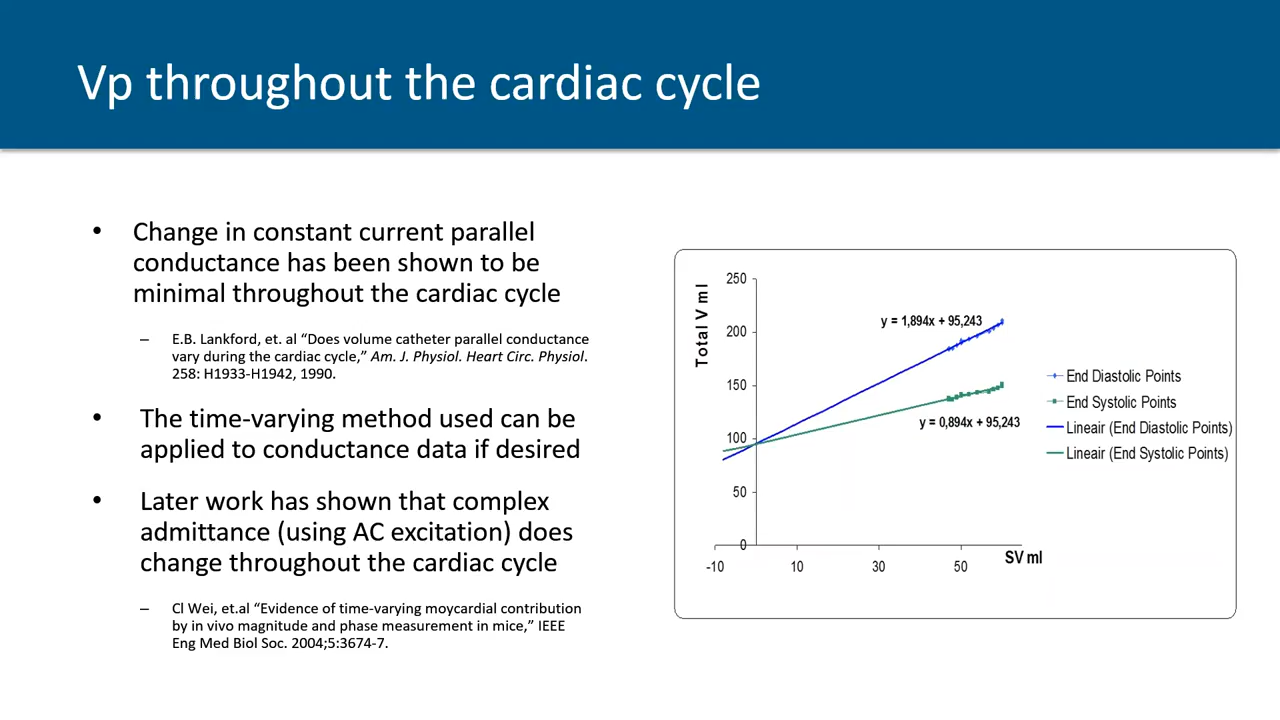 Vp throughout the cardiac cycle
• Change in constant current parallel
conductance has been shown to be
minimal throughout the cardiac cycle
– E.B. Lankford, et. al “Does volume catheter parallel conductance
vary during the cardiac cycle,” Am. J. Physiol. Heart Circ. Physiol.
258: H1933-H1942, 1990.
• The time-varying method used can be
applied to conductance data if desired
• Later work has shown that complex
admittance (using AC excitation) does
change throughout the cardiac cycle
– Cl Wei, et.al “Evidence of time-varying moycardial contribution
by in vivo magnitude and phase measurement in mice,” IEEE
Eng Med Biol Soc. 2004;5:3674-7.
Total V ml
250
200
150
100
50
0
-10 10 30 50
SV ml
y = 1,894x + 95,243
y = 0,894x + 95,243
End Diastolic Points
End Systolic Points
Lineair (End Diastolic Points)
Lineair (End Systolic Points)